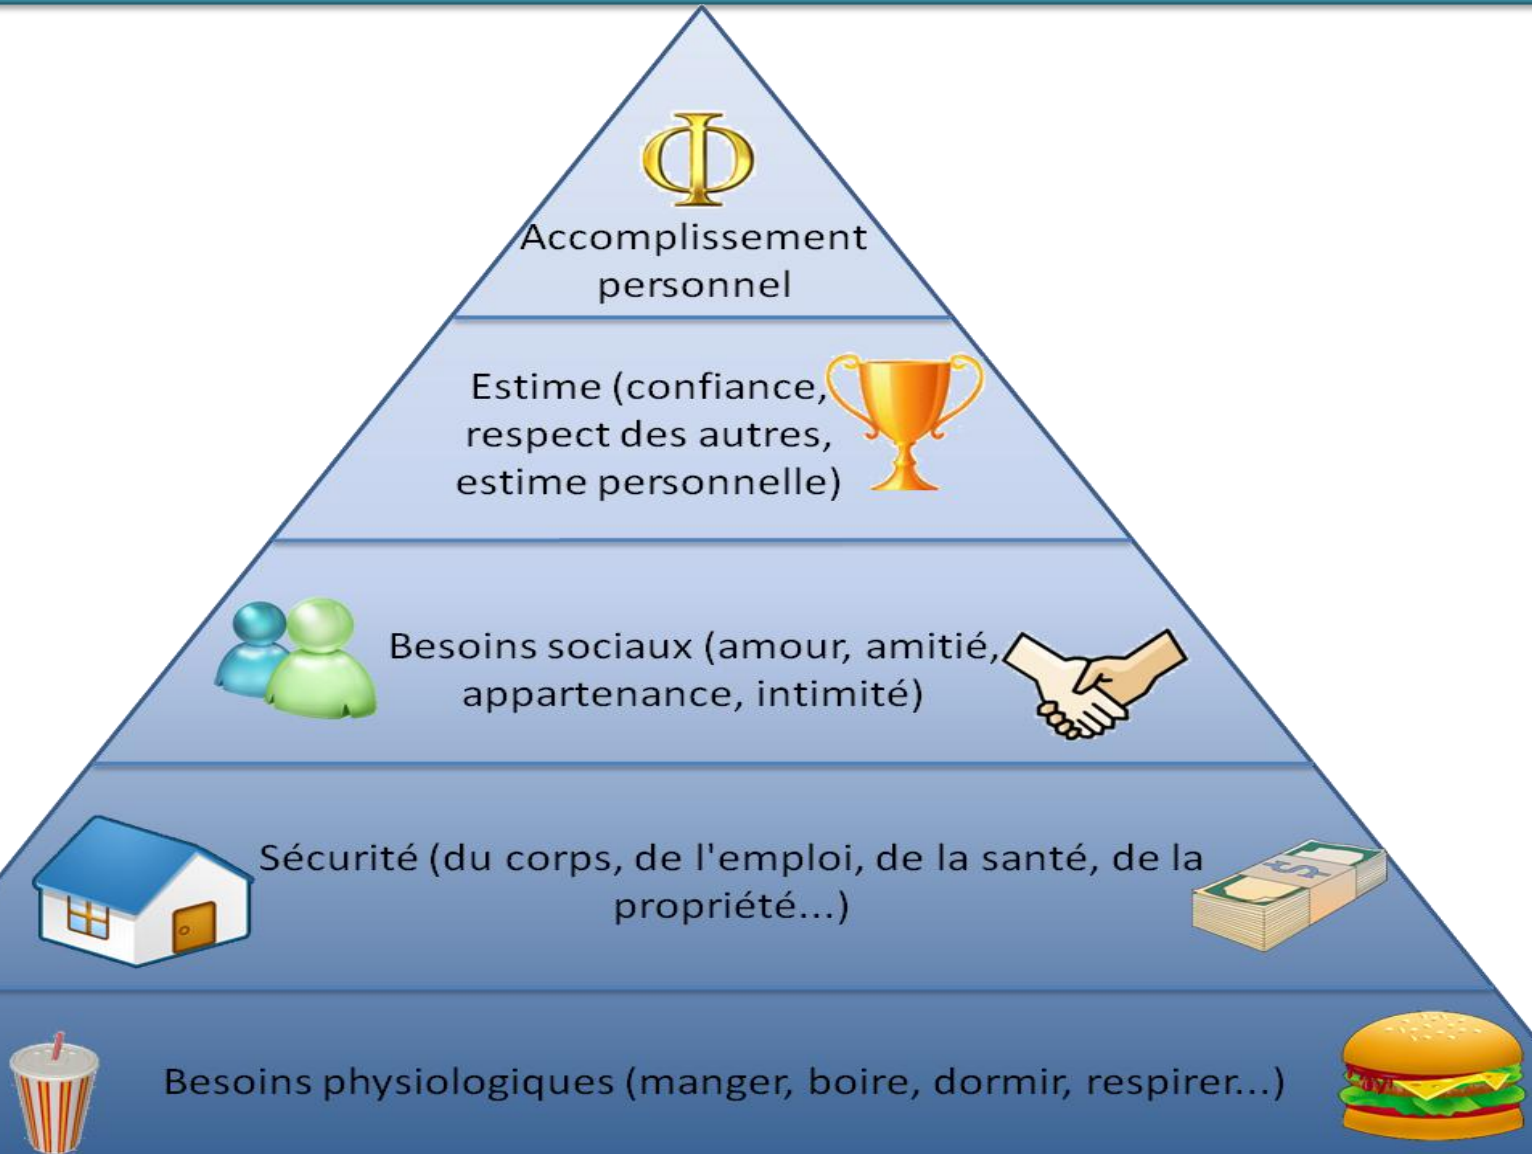 Φ
Accomplissement
personnel
Estime (confiance,
respect des autres,
estime personnelle)
Besoins sociaux (amour, amitié,
appartenance, intimité)
Sécurité (du corps, de l'emploi, de la santé, de la
propriété...)
$
Besoins physiologiques (manger, boire, dormir, respirer...)